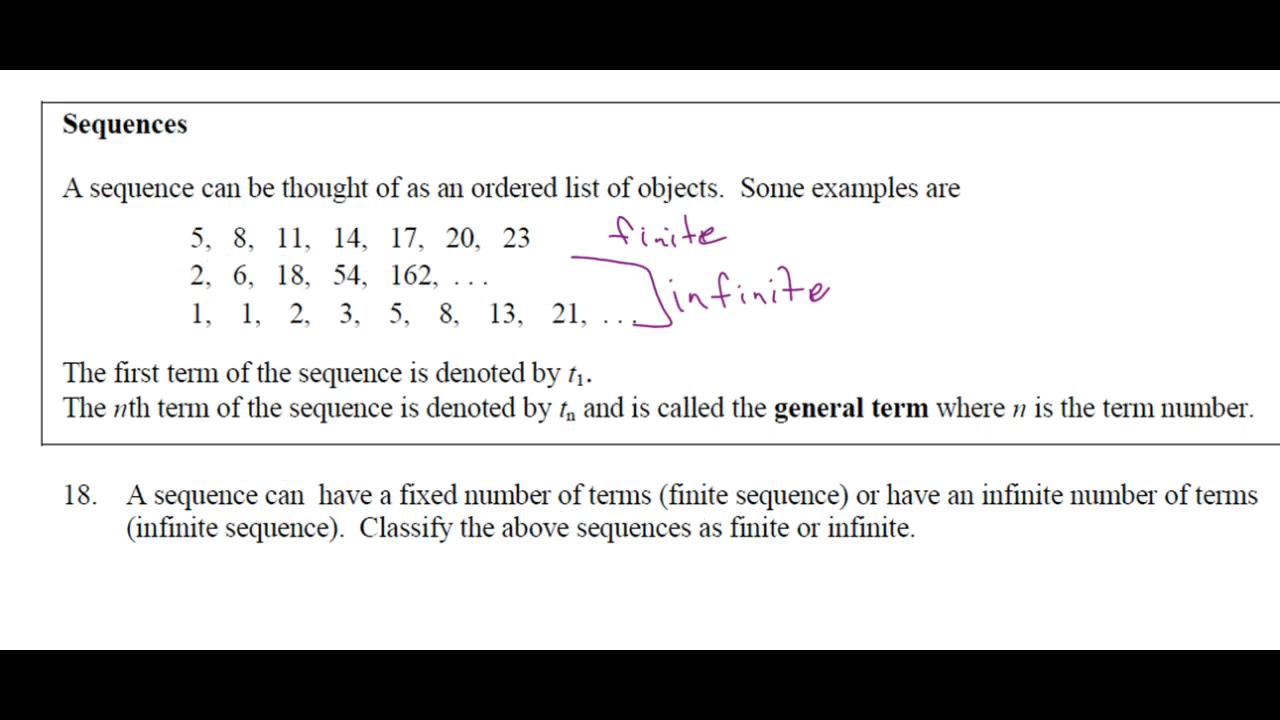 Sequences
A sequence can be thought of as an ordered list of objects. Some examples are
5, 8, 11, 14, 17, 20, 23 finite
2, 6, 18, 54, 162, . . .
infinite
1, 1, 2, 3, 5, 8, 13, 21, . . .
The first term of the sequence is denoted by t₁.
The nth term of the sequence is denoted by tₙ and is called the general term where n is the term number.
18. A sequence can have a fixed number of terms (finite sequence) or have an infinite number of terms
(infinite sequence). Classify the above sequences as finite or infinite.